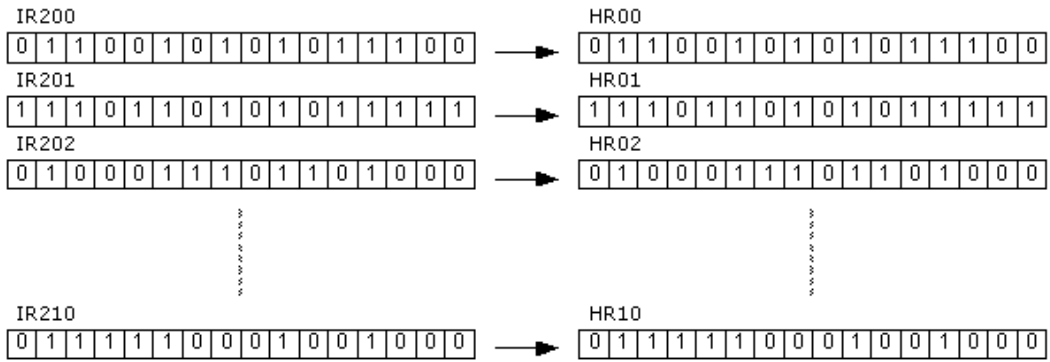 IR200 HR00
0 1 1 0 0 1 0 1 0 1 0 1 1 1 0 0 0 1 1 0 0 1 0 1 0 1 0 1 1 1 0 0
IR201 HR01
1 1 1 0 1 1 0 1 0 1 0 1 1 1 1 1 1 1 1 0 1 1 0 1 0 1 0 1 1 1 1 1
IR202 HR02
0 1 0 0 0 1 1 1 0 1 1 0 1 0 0 0 0 1 0 0 0 1 1 1 0 1 1 0 1 0 0 0
IR210 HR10
0 1 1 1 1 1 0 0 0 1 0 0 1 0 0 0 0 1 1 1 1 1 0 0 0 1 0 0 1 0 0 0